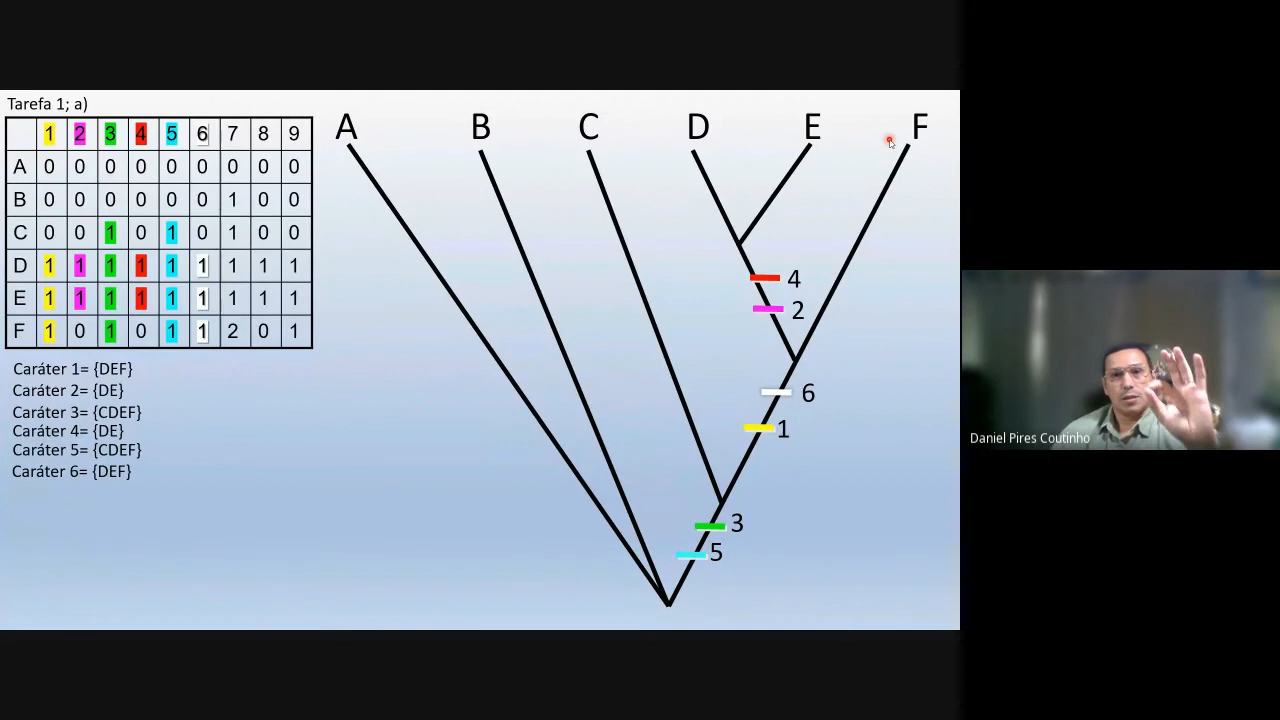 Tarefa 1; a)
1 2 3 4 5 6 7 8 9
A 0 0 0 0 0 0 0 0 0
B 0 0 0 0 0 0 1 0 0
C 0 0 1 0 1 0 1 0 0
D 1 1 1 1 1 1 1 1 1
E 1 1 1 1 1 1 1 1 1
F 1 0 1 0 1 1 2 0 1
Caráter 1= {DEF}
Caráter 2= {DE}
Caráter 3= {CDEF}
Caráter 4= {DE}
Caráter 5= {CDEF}
Caráter 6= {DEF}
A B C D E F
4
2
6
1
3
5
Daniel Pires Coutinho